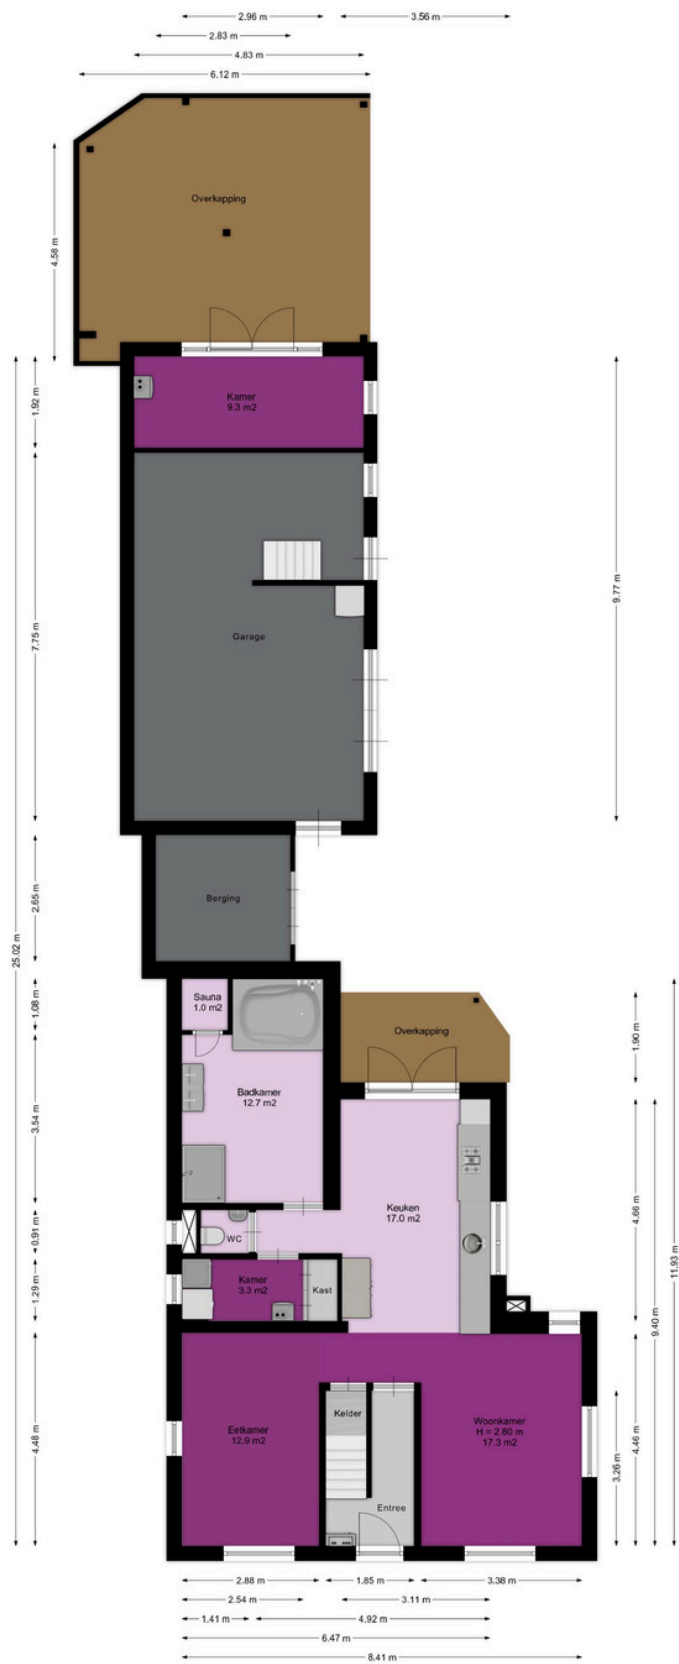 2.96 m
3.56 m
2.83 m
4.83 m
6.12 m
Overkapping
4.58 m
Kamer
9.3 m2
1.92 m
Garage
7.75 m
9.77 m
Berging
2.65 m
25.02 m
Sauna
1.0 m2
1.08 m
Overkapping
1.90 m
Badkamer
12.7 m2
3.54 m
Keuken
17.0 m2
4.66 m
WC
0.91 m
11.93 m
Kamer
3.3 m2
Kast
1.29 m
9.40 m
Kelder
Eetkamer
12.9 m2
Woonkamer
H = 2.80 m
17.3 m2
4.48 m
4.46 m
3.26 m
Entree
2.88 m
1.85 m
3.38 m
2.54 m
3.11 m
1.41 m
4.92 m
6.47 m
8.41 m